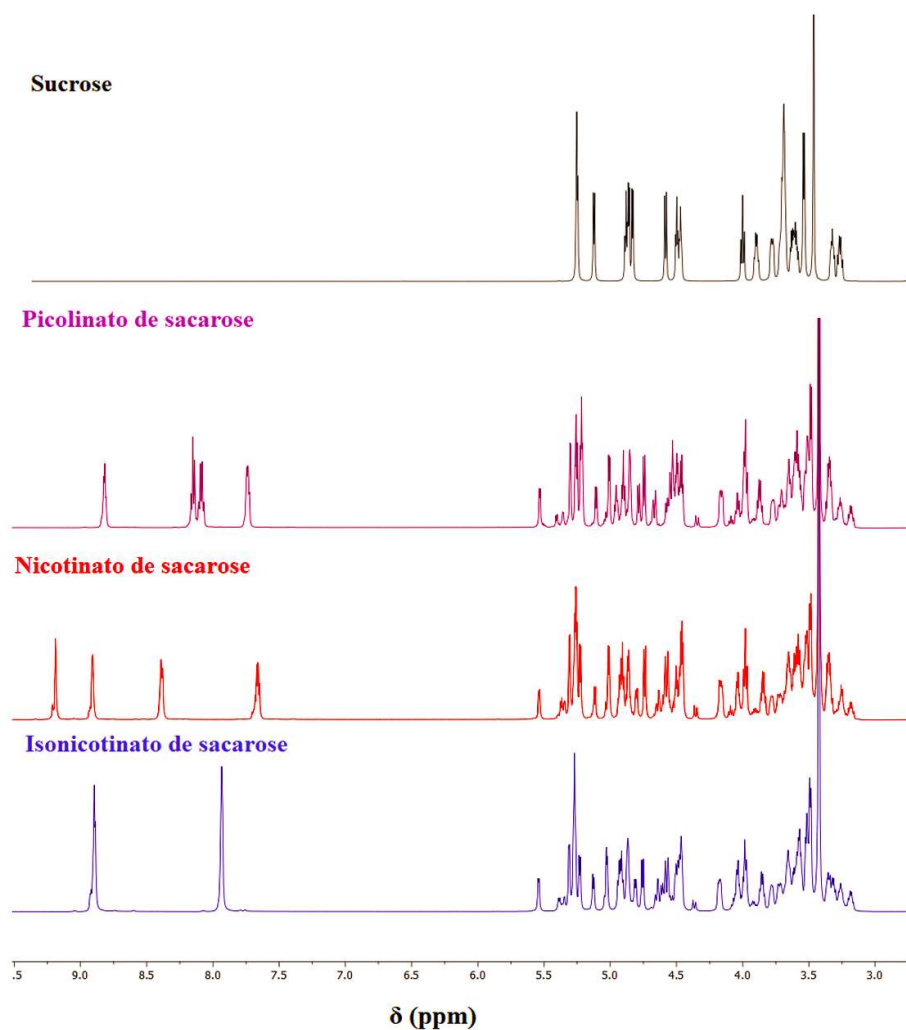 Sucrose
Picolinato de sacarose
Nicotinato de sacarose
Isonicotinato de sacarose
.5 9.0 8.5 8.0 7.5 7.0 6.5 6.0 5.5 5.0 4.5 4.0 3.5 3.0
δ (ppm)